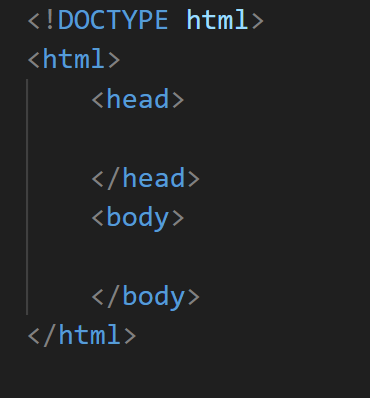 <!DOCTYPE html>
<html>
    <head>

    </head>
    <body>

    </body>
</html>